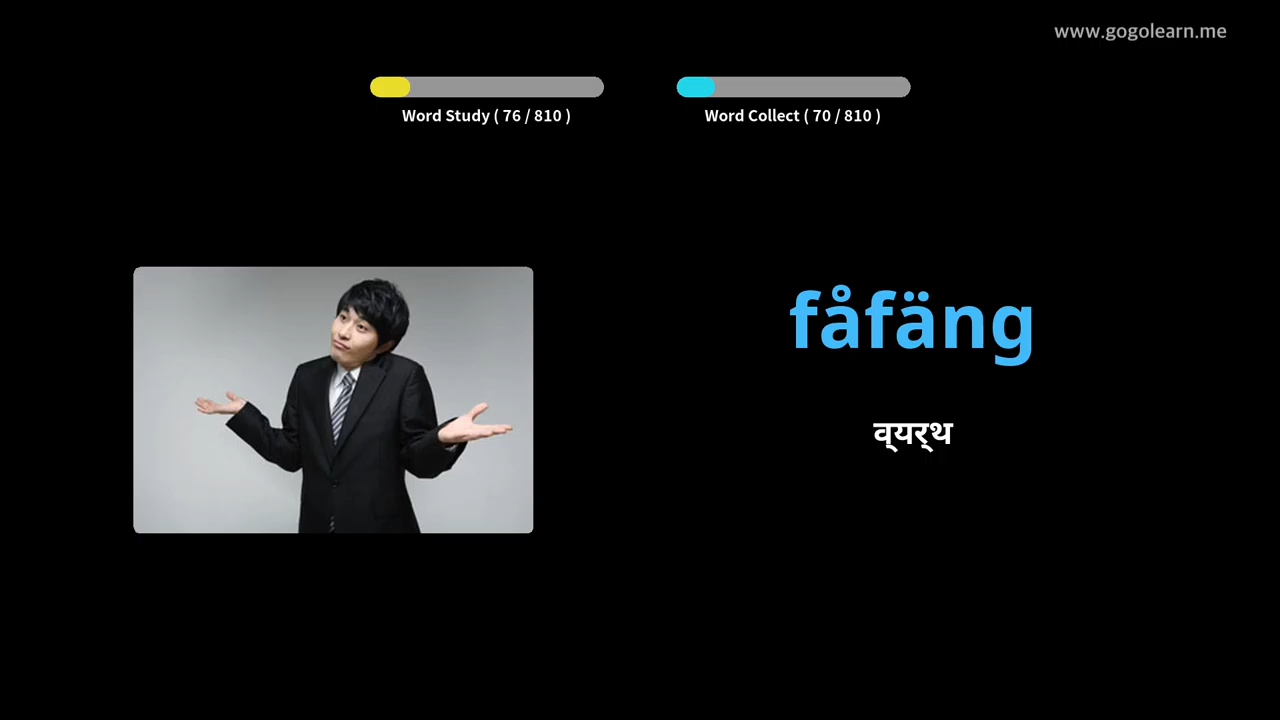 www.gogolearn.me
Word Study ( 76 / 810 )
Word Collect ( 70 / 810 )
fåfäng
व्यर्थ